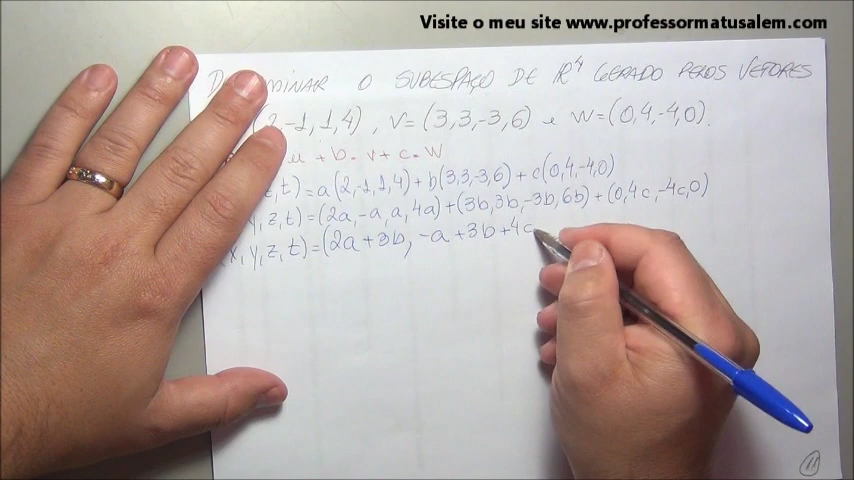 Visite o meu site www.professormatusalem.com
O SUBESPAÇO DE R⁴ GERADO PELOS VETORES
2,-1,1,4), V=(3,3,-3,6) e W=(0,4,-4,0).
u + b. v + c. W
z,t)=a(2,-1,1,4)+b(3,3,-3,6)+c(0,4,-4,0)
y,z,t)=(2a,-a,a,4a)+(3b,3b,-3b,6b)+(0,4c,-4c,0)
x,y,z,t)=(2a+3b,-a+3b+4c
11